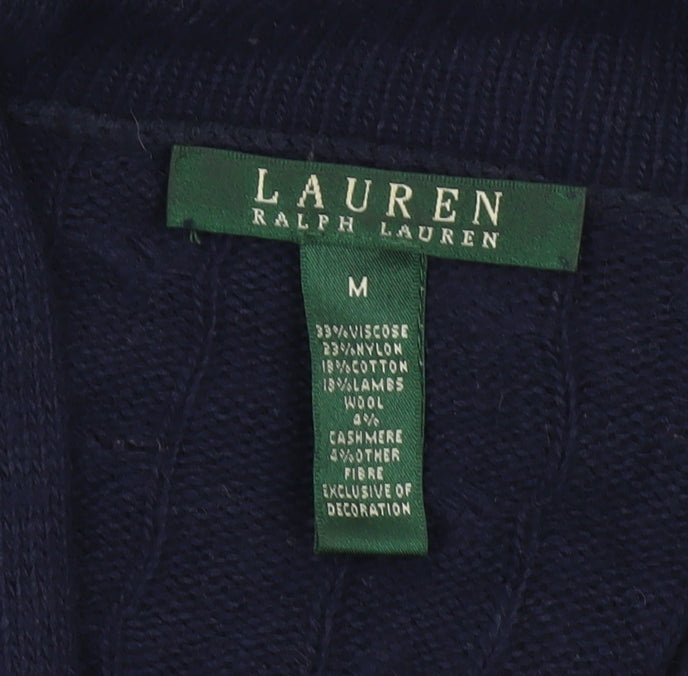 LAUREN
RALPH LAUREN
M
33%VISCOSE
23%NYLON
18%COTTON
18%LAMBS
WOOL
4%
CASHMERE
4%OTHER
FIBRE
EXCLUSIVE OF
DECORATION